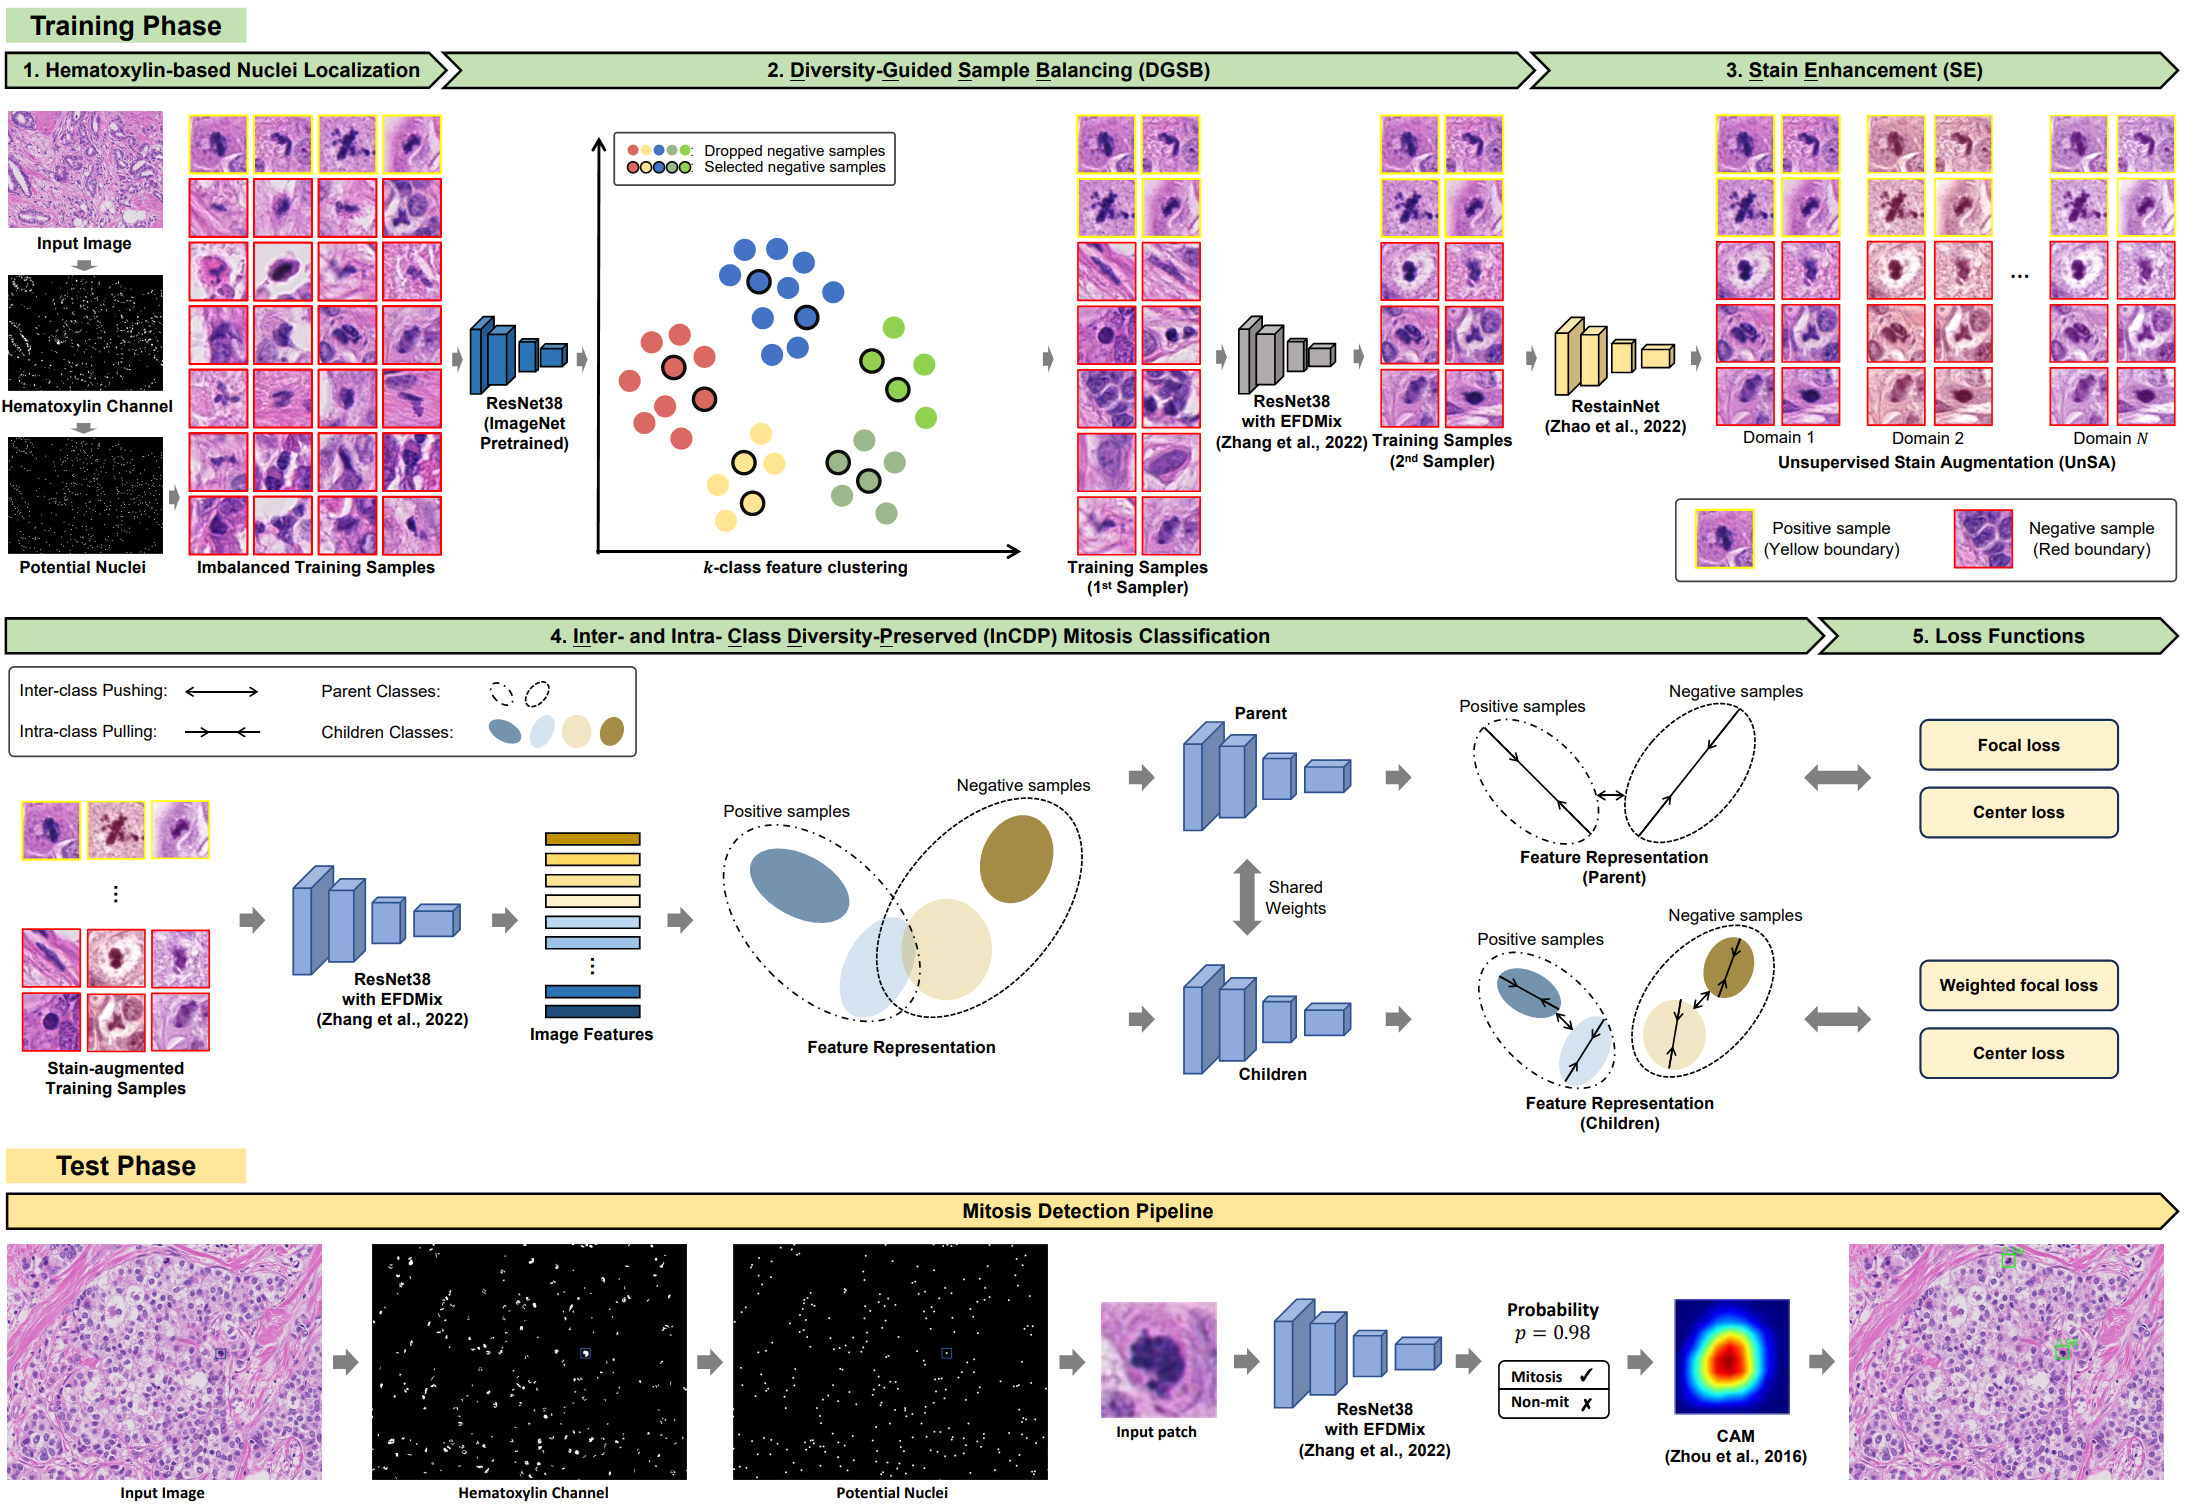 Training Phase
1. Hematoxylin-based Nuclei Localization
2. Diversity-Guided Sample Balancing (DGSB)
3. Stain Enhancement (SE)
Input Image
Hematoxylin Channel
Potential Nuclei
Imbalanced Training Samples
ResNet38
(ImageNet
Pretrained)
Dropped negative samples
Selected negative samples
k-class feature clustering
Training Samples
(1st Sampler)
ResNet38
with EFDMix
(Zhang et al., 2022)
Training Samples
(2nd Sampler)
RestainNet
(Zhao et al., 2022)
Domain 1
Domain 2
...
Domain N
Unsupervised Stain Augmentation (UnSA)
Positive sample
(Yellow boundary)
Negative sample
(Red boundary)
4. Inter- and Intra- Class Diversity-Preserved (InCDP) Mitosis Classification
5. Loss Functions
Inter-class Pushing:
Parent Classes:
Intra-class Pulling:
Children Classes:
Stain-augmented
Training Samples
ResNet38
with EFDMix
(Zhang et al., 2022)
Image Features
Positive samples
Negative samples
Feature Representation
Parent
Shared
Weights
Children
Positive samples
Negative samples
Feature Representation
(Parent)
Positive samples
Negative samples
Feature Representation
(Children)
Focal loss
Center loss
Weighted focal loss
Center loss
Test Phase
Mitosis Detection Pipeline
Input Image
Hematoxylin Channel
Potential Nuclei
Input patch
ResNet38
with EFDMix
(Zhang et al., 2022)
Probability
p = 0.98
Mitosis ✓
Non-mit ✗
CAM
(Zhou et al., 2016)